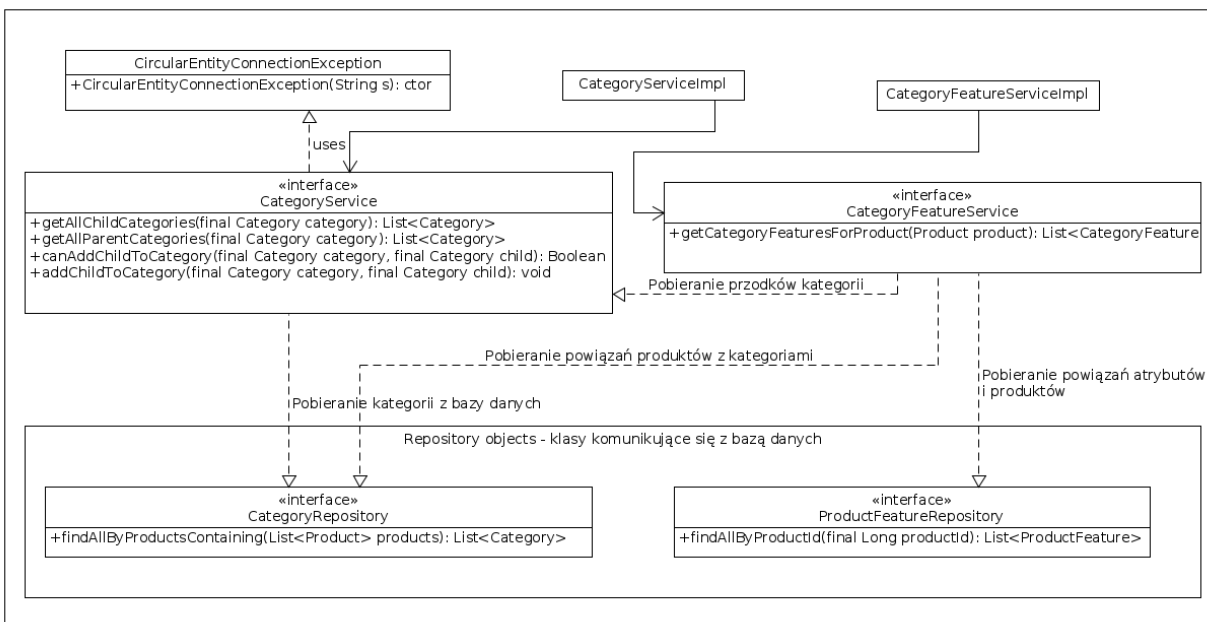 CircularEntityConnectionException
+CircularEntityConnectionException(String s): ctor
CategoryServiceImpl
CategoryFeatureServiceImpl
uses
«interface»
CategoryService
+getAllChildCategories(final Category category): List<Category>
+getAllParentCategories(final Category category): List<Category>
+canAddChildToCategory(final Category category, final Category child): Boolean
+addChildToCategory(final Category category, final Category child): void
«interface»
CategoryFeatureService
+getCategoryFeaturesForProduct(Product product): List<CategoryFeature
Pobieranie przodków kategorii
Pobieranie powiązań produktów z kategoriami
Pobieranie powiązań atrybutów
i produktów
Pobieranie kategorii z bazy danych
Repository objects - klasy komunikujące się z bazą danych
«interface»
CategoryRepository
+findAllByProductsContaining(List<Product> products): List<Category>
«interface»
ProductFeatureRepository
+findAllByProductId(final Long productId): List<ProductFeature>